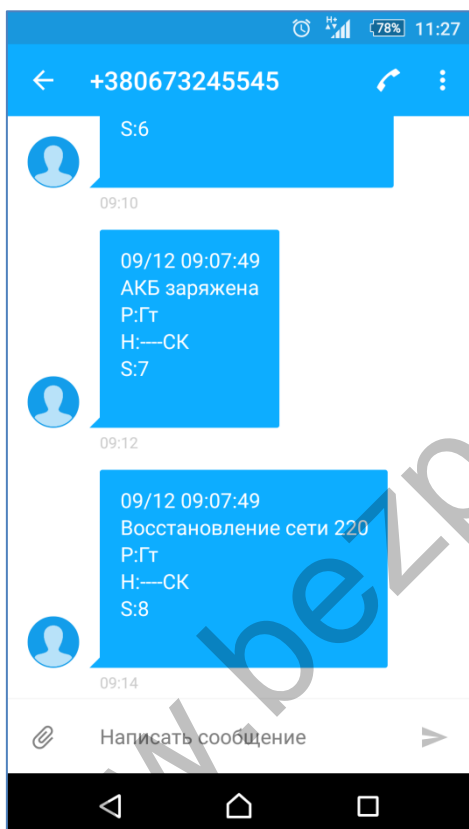 H+ 78% 11:27
+380673245545
S:6
09:10
09/12 09:07:49
АКБ заряжена
Р:Гт
Н:----СК
S:7
09:12
09/12 09:07:49
Восстановление сети 220
Р:Гт
Н:----СК
S:8
09:14
Написать сообщение
w.bezp